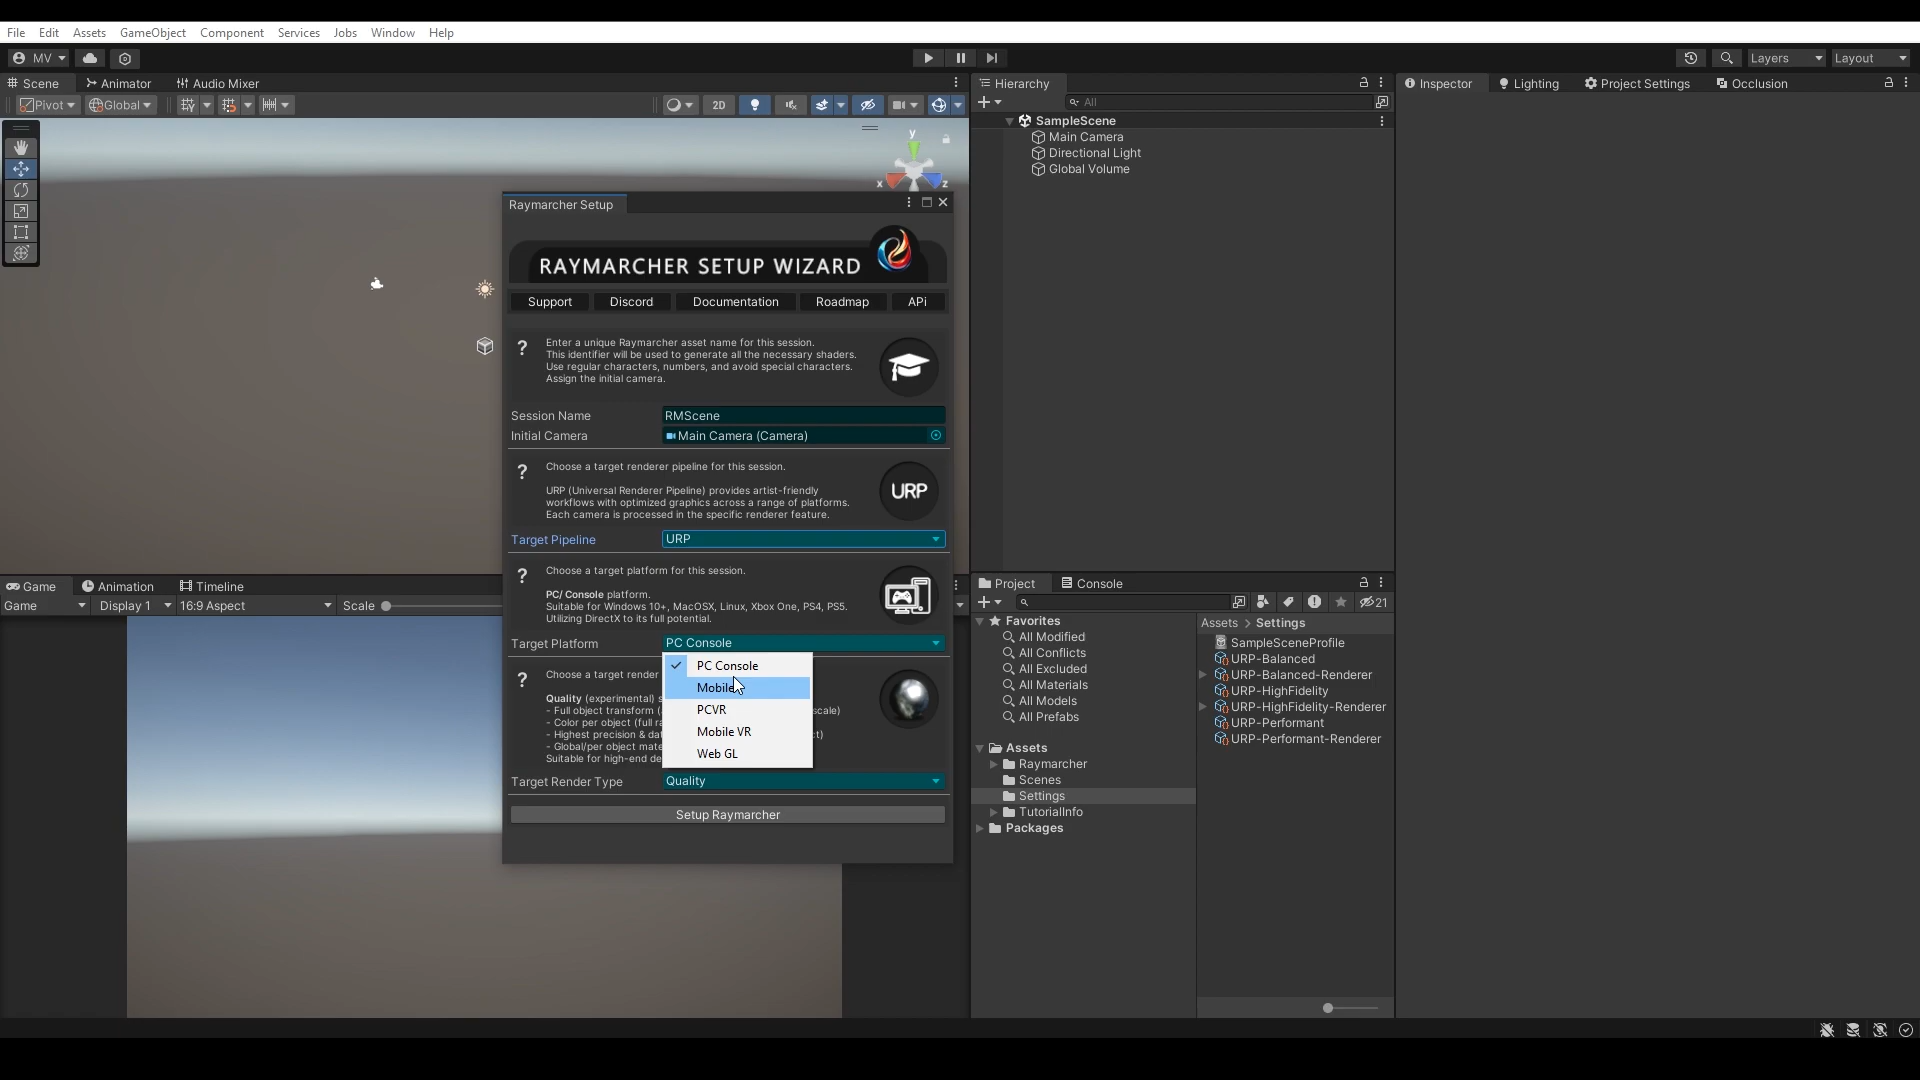 File Edit Assets GameObject Component Services Jobs Window Help
MV Layers Layout
Scene Animator Audio Mixer
Pivot Global 2D
y
x z
Hierarchy
All
SampleScene
Main Camera
Directional Light
Global Volume
Inspector Lighting Project Settings Occlusion
Raymarcher Setup
RAYMARCHER SETUP WIZARD
Support Discord Documentation Roadmap APi
? Enter a unique Raymarcher asset name for this session.
This identifier will be used to generate all the necessary shaders.
Use regular characters, numbers, and avoid special characters.
Assign the initial camera.
Session Name RMScene
Initial Camera Main Camera (Camera)
? Choose a target renderer pipeline for this session.
URP (Universal Renderer Pipeline) provides artist-friendly
workflows with optimized graphics across a range of platforms.
Each camera is processed in the specific renderer feature.
URP
Target Pipeline URP
? Choose a target platform for this session.
PC/ Console platform.
Suitable for Windows 10+, MacOSX, Linux, Xbox One, PS4, PS5.
Utilizing DirectX to its full potential.
Target Platform PC Console
PC Console
Mobile
PCVR
Mobile VR
Web GL
? Choose a target render
Quality (experimental)
- Full object transform scale)
- Color per object (full
- Highest precision &
- Global/per object
Suitable for high-end
Target Render Type Quality
Setup Raymarcher
Game Animation Timeline
Game Display 1 16:9 Aspect Scale
Project Console
21
Favorites
All Modified
All Conflicts
All Excluded
All Materials
All Models
All Prefabs
Assets
Raymarcher
Scenes
Settings
TutorialInfo
Packages
Assets > Settings
SampleSceneProfile
URP-Balanced
URP-Balanced-Renderer
URP-HighFidelity
URP-HighFidelity-Renderer
URP-Performant
URP-Performant-Renderer